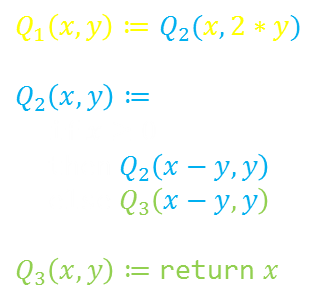 Q₁(x, y) ≔ Q₂(x, 2 * y)
Q₂(x, y) ≔
Q₂(x − y, y)
Q₃(x − y, y)
Q₃(x, y) ≔ return x